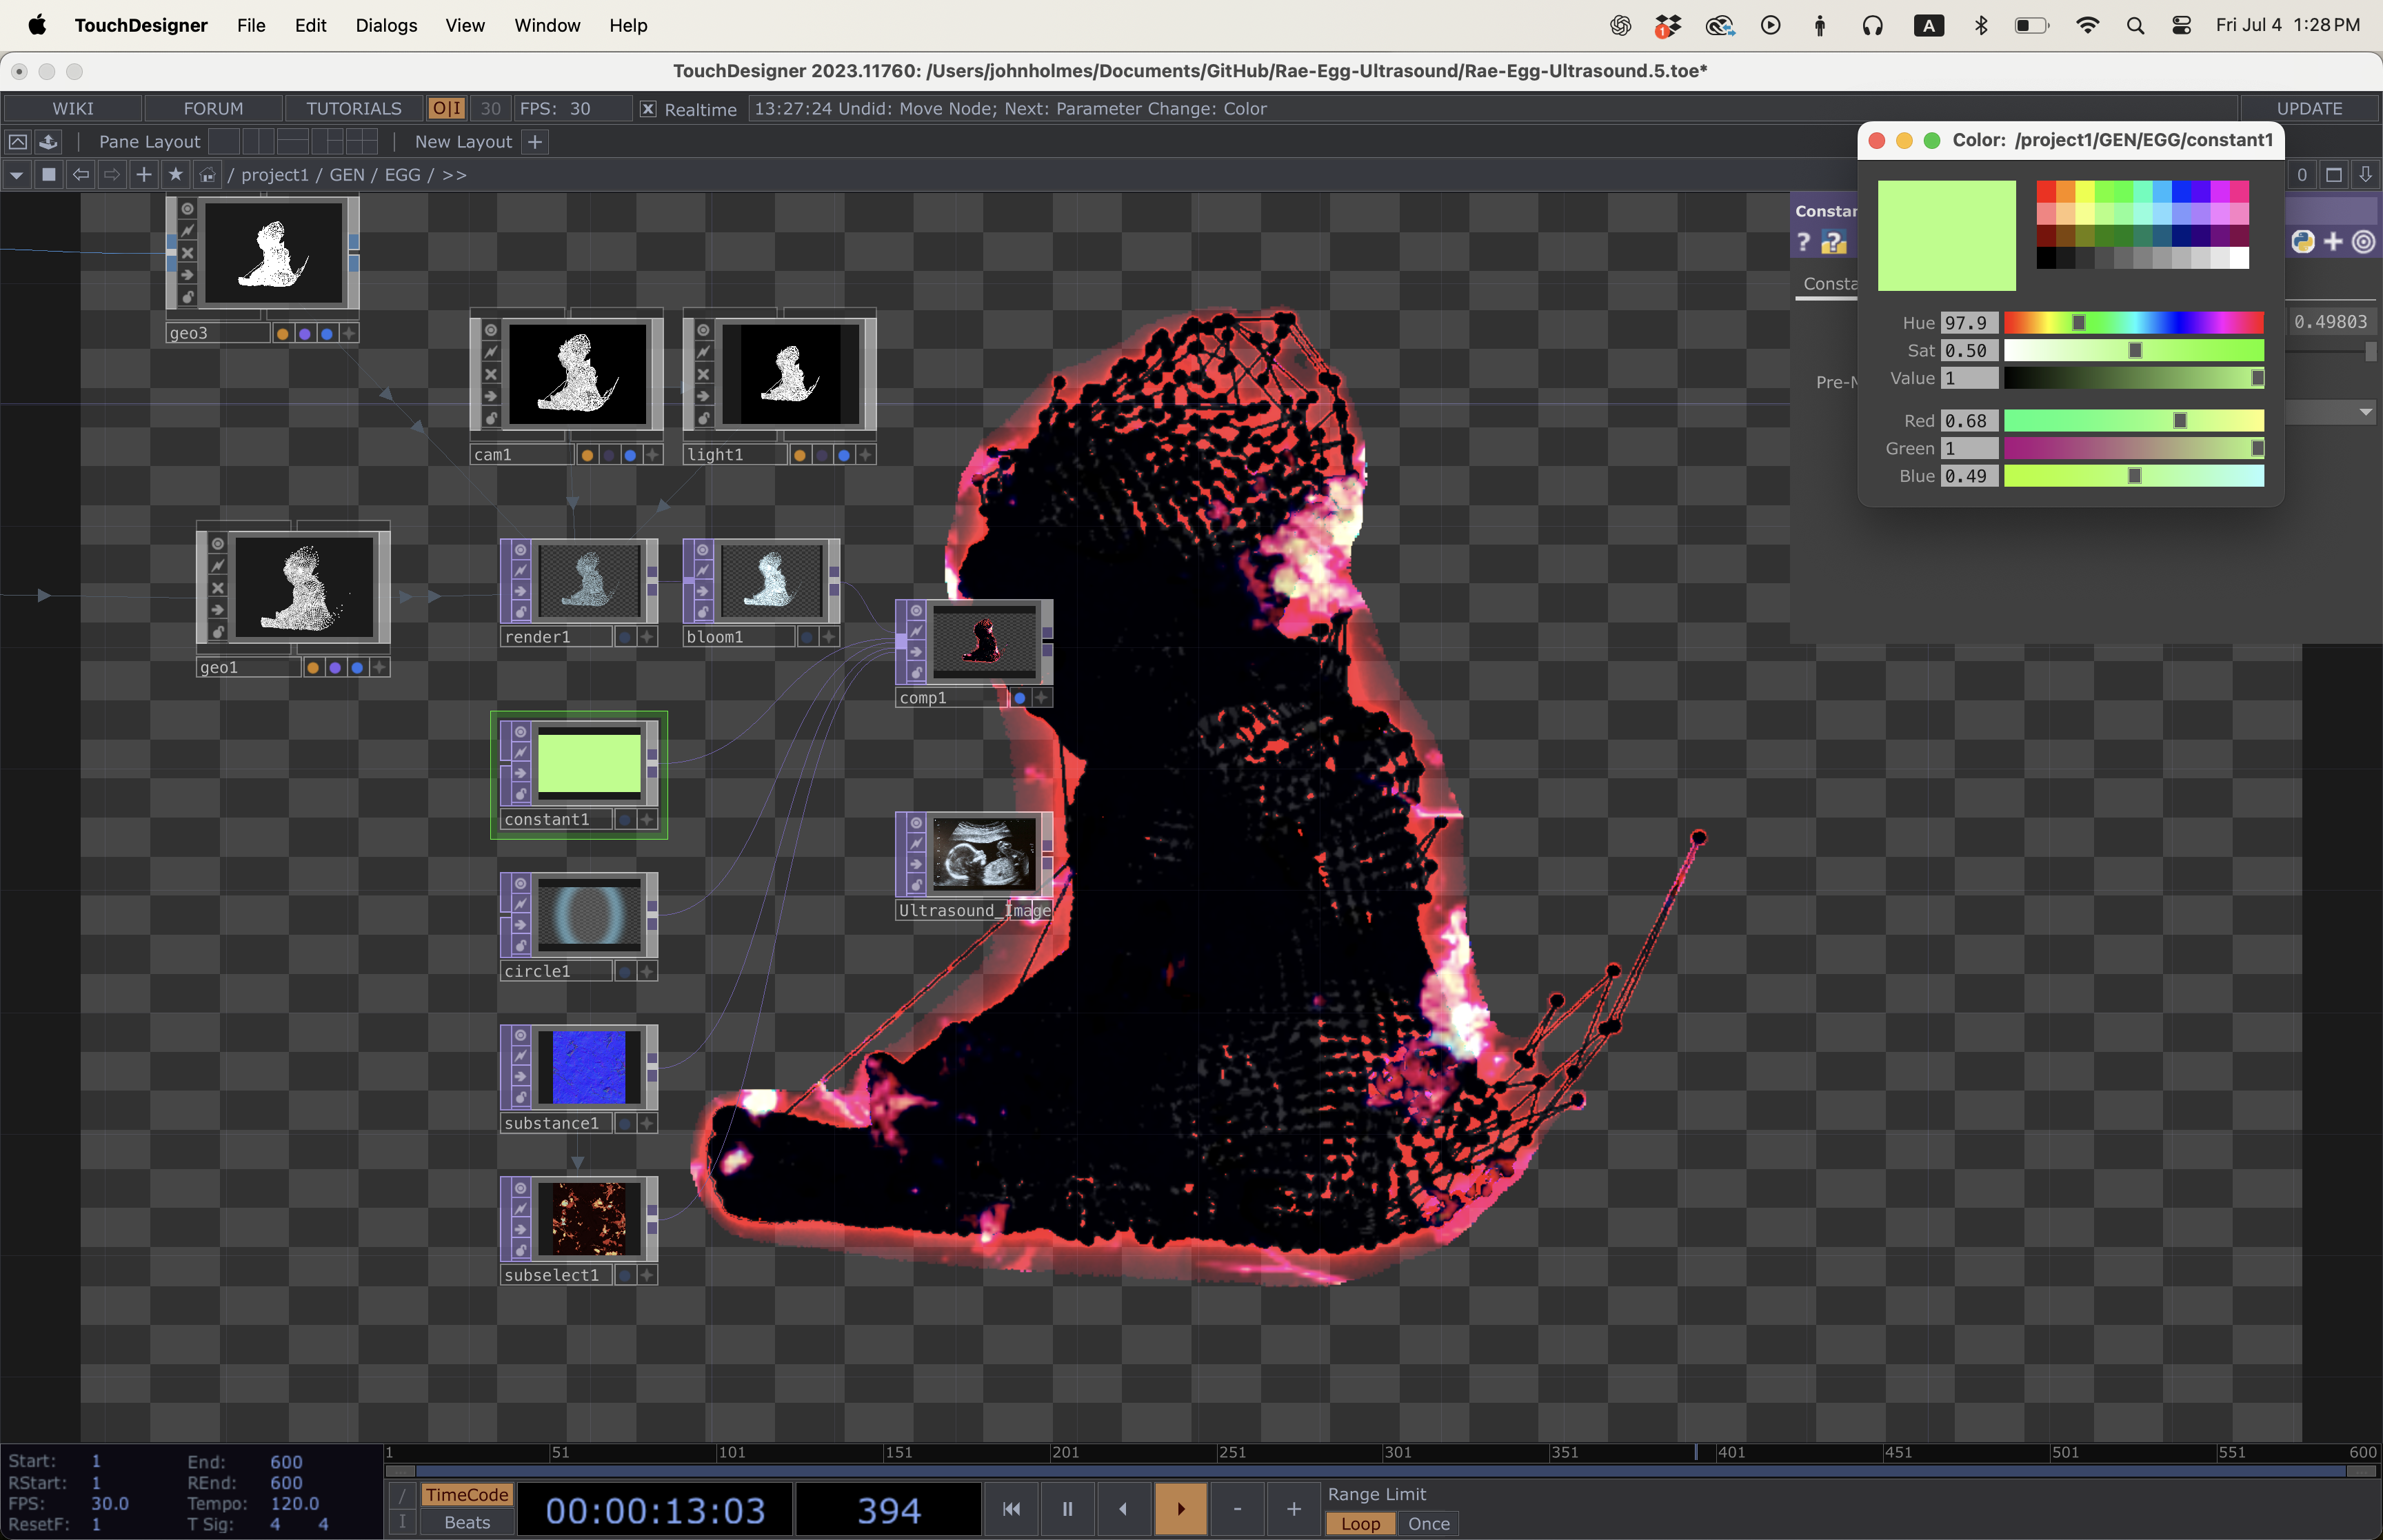 TouchDesigner File Edit Dialogs View Window Help
1 A Fri Jul 4 1:28 PM
TouchDesigner 2023.11760: /Users/johnholmes/Documents/GitHub/Rae-Egg-Ultrasound/Rae-Egg-Ultrasound.5.toe*
WIKI FORUM TUTORIALS O|I 30 FPS: 30 X Realtime 13:27:24 Undid: Move Node; Next: Parameter Change: Color UPDATE
Pane Layout New Layout +
/ project1 / GEN / EGG / >>
0
Color: /project1/GEN/EGG/constant1
Constan
? ?
Consta
0.49803
Pre-M
Hue 97.9
Sat 0.50
Value 1
Red 0.68
Green 1
Blue 0.49
geo3
cam1
light1
render1
bloom1
geo1
comp1
constant1
Ultrasound_Image
circle1
substance1
subselect1
1 51 101 151 201 251 301 351 401 451 501 551 600
Start: 1 End: 600
RStart: 1 REnd: 600
FPS: 30.0 Tempo: 120.0
ResetF: 1 T Sig: 4 4
/ TimeCode
I Beats
00:00:13:03
394
- +
Range Limit
Loop Once